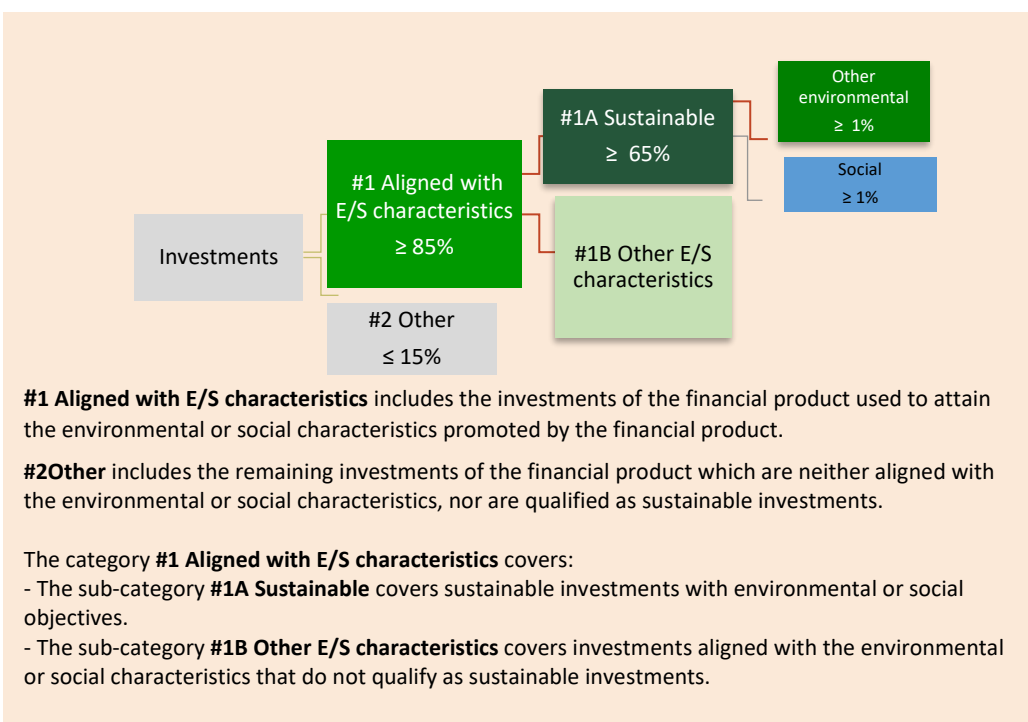 Other
environmental
≥ 1%
#1A Sustainable
≥ 65%
Social
≥ 1%
#1 Aligned with
E/S characteristics
≥ 85%
#1B Other E/S
characteristics
Investments
#2 Other
≤ 15%
#1 Aligned with E/S characteristics includes the investments of the financial product used to attain
the environmental or social characteristics promoted by the financial product.
#2Other includes the remaining investments of the financial product which are neither aligned with
the environmental or social characteristics, nor are qualified as sustainable investments.
The category #1 Aligned with E/S characteristics covers:
- The sub-category #1A Sustainable covers sustainable investments with environmental or social
objectives.
- The sub-category #1B Other E/S characteristics covers investments aligned with the environmental
or social characteristics that do not qualify as sustainable investments.